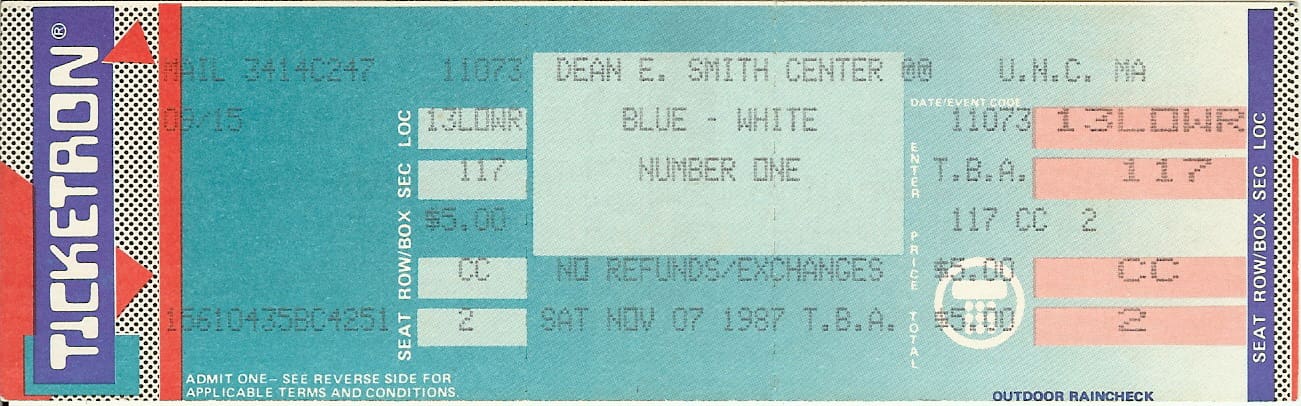 TICKETRON®
MAIL 3414C247 11073 DEAN E. SMITH CENTER 00 U.N.C. MA
DATE/EVENT CODE
09/15 LOC 13LOWR BLUE - WHITE 11073 13LOWR LOC
SEC 117 NUMBER ONE ENTER T.B.A. 117 SEC
$5.00 117 CC 2
ROW/BOX CC NO REFUNDS/EXCHANGES PRICE $5.00 CC ROW/BOX
15610435BC4251 SEAT 2 SAT NOV 07 1987 T.B.A. TOTAL $5.00 2 SEAT
ADMIT ONE– SEE REVERSE SIDE FOR
APPLICABLE TERMS AND CONDITIONS.
OUTDOOR RAINCHECK